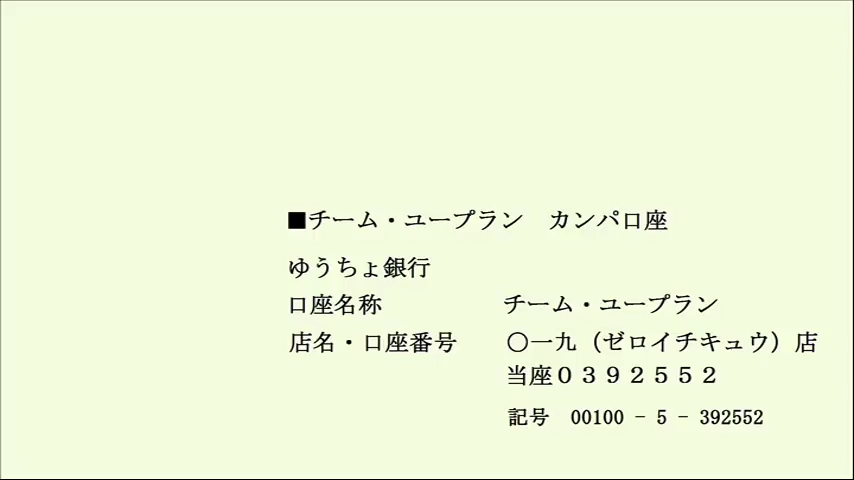 ■チーム・ユープラン　カンパ口座
ゆうちょ銀行
口座名称　チーム・ユープラン
店名・口座番号　〇一九（ゼロイチキュウ）店
当座０３９２５５２
記号　00100 － 5 － 392552